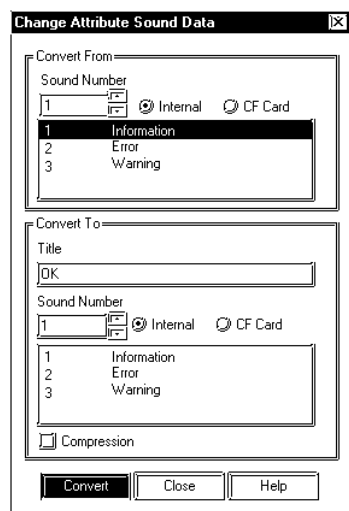 Change Attribute Sound Data
Convert From
Sound Number
1 Internal CF Card
1 Information
2 Error
3 Warning
Convert To
Title
OK
Sound Number
1 Internal CF Card
1 Information
2 Error
3 Warning
Compression
Convert Close Help